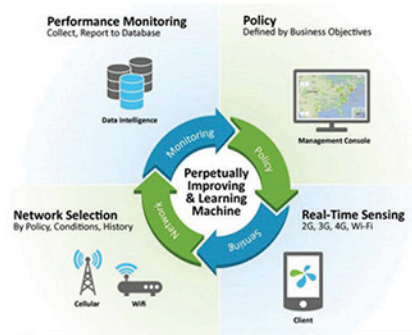 Performance Monitoring
Collect, Report to Database
Data Intelligence
Policy
Defined by Business Objectives
Management Console
Monitoring
Policy
Perpetually
Improving
& Learning
Machine
Network
Sensing
Network Selection
By Policy, Conditions, History
Cellular
Wifi
Real-Time Sensing
2G, 3G, 4G, Wi-Fi
Client